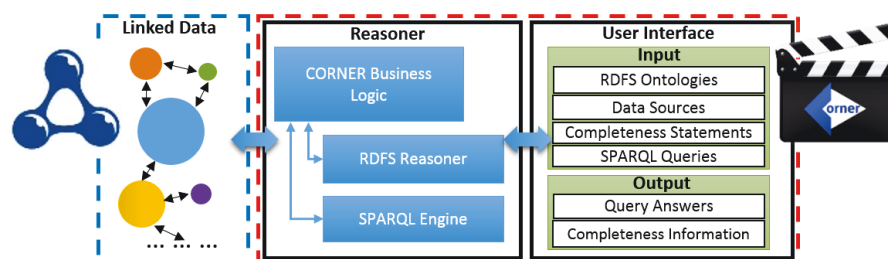 Linked Data
... ... ...
Reasoner
CORNER Business
Logic
RDFS Reasoner
SPARQL Engine
User Interface
Input
RDFS Ontologies
Data Sources
Completeness Statements
SPARQL Queries
Output
Query Answers
Completeness Information
orner